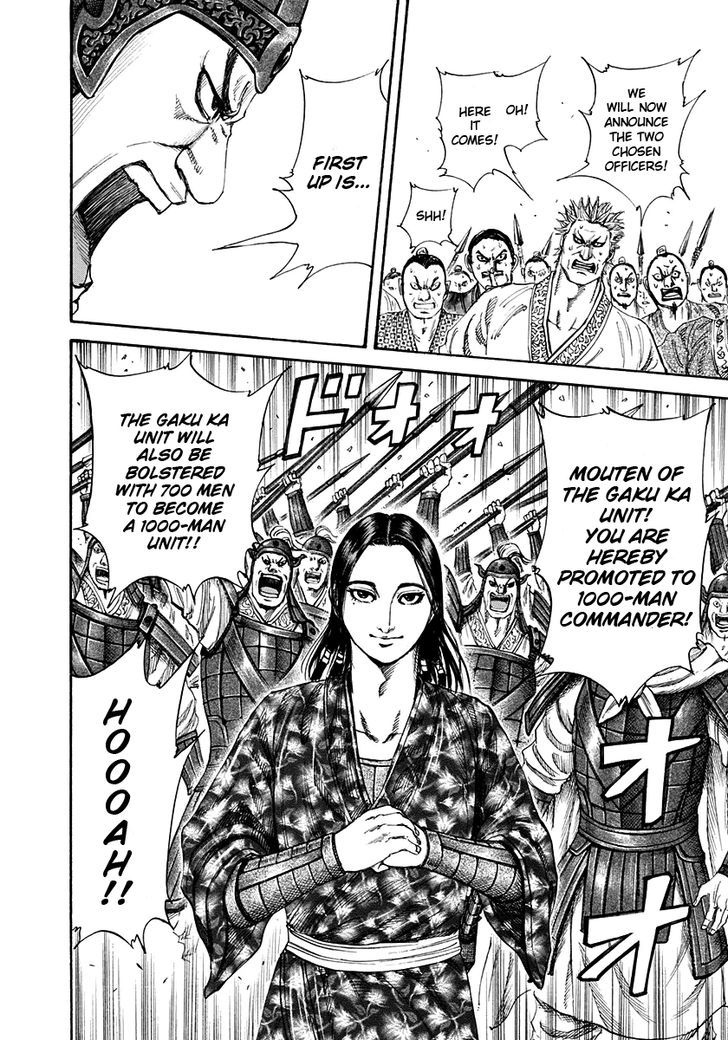 WE
WILL NOW
ANNOUNCE
THE TWO
CHOSEN
OFFICERS!
OH!
HERE
IT
COMES!
SHH!
FIRST
UP IS...
MOUTEN OF
THE GAKU KA
UNIT!
YOU ARE
HEREBY
PROMOTED TO
1000-MAN
COMMANDER!
THE GAKU KA
UNIT WILL
ALSO BE
BOLSTERED
WITH 700 MEN
TO BECOME
A 1000-MAN
UNIT!!
ドォォ
オ
オ
HOOOAH!!